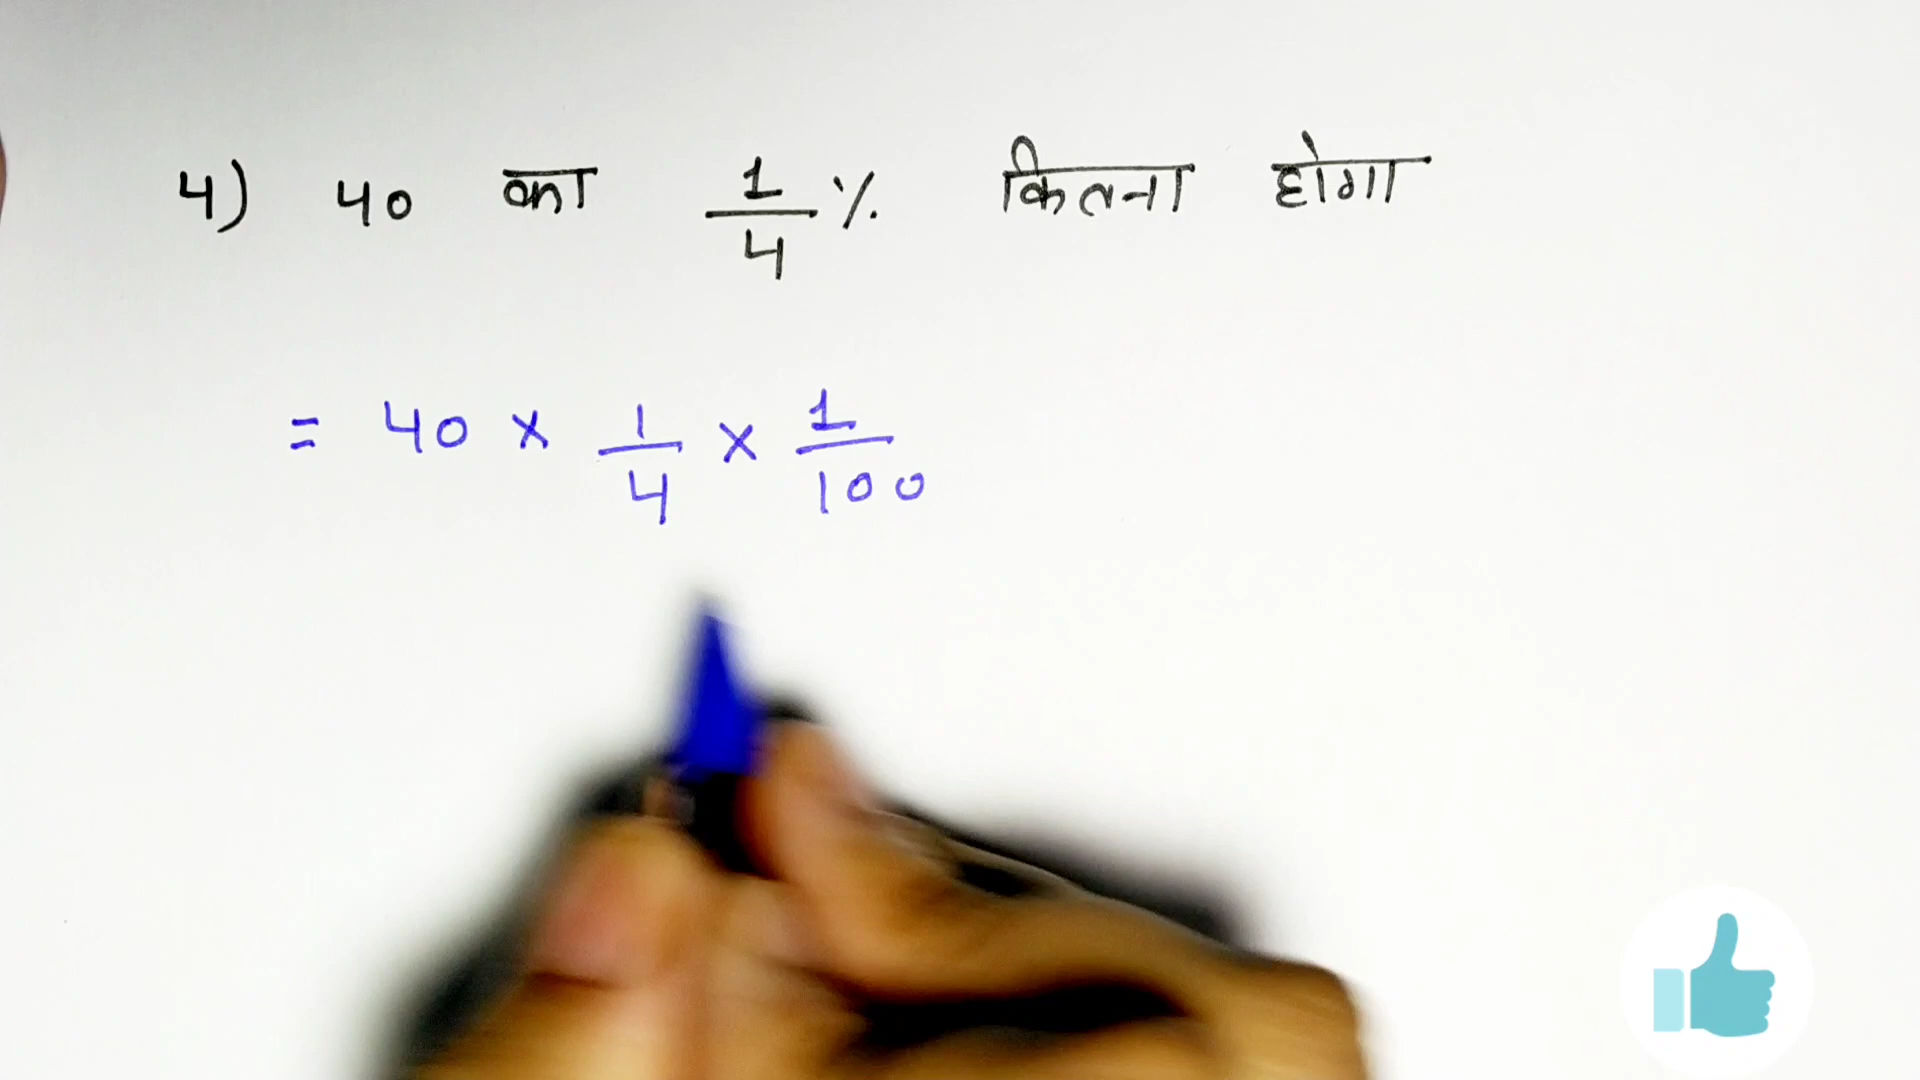 4) 40 का 1/4 % कितना होगा
= 40 × 1/4 × 1/100